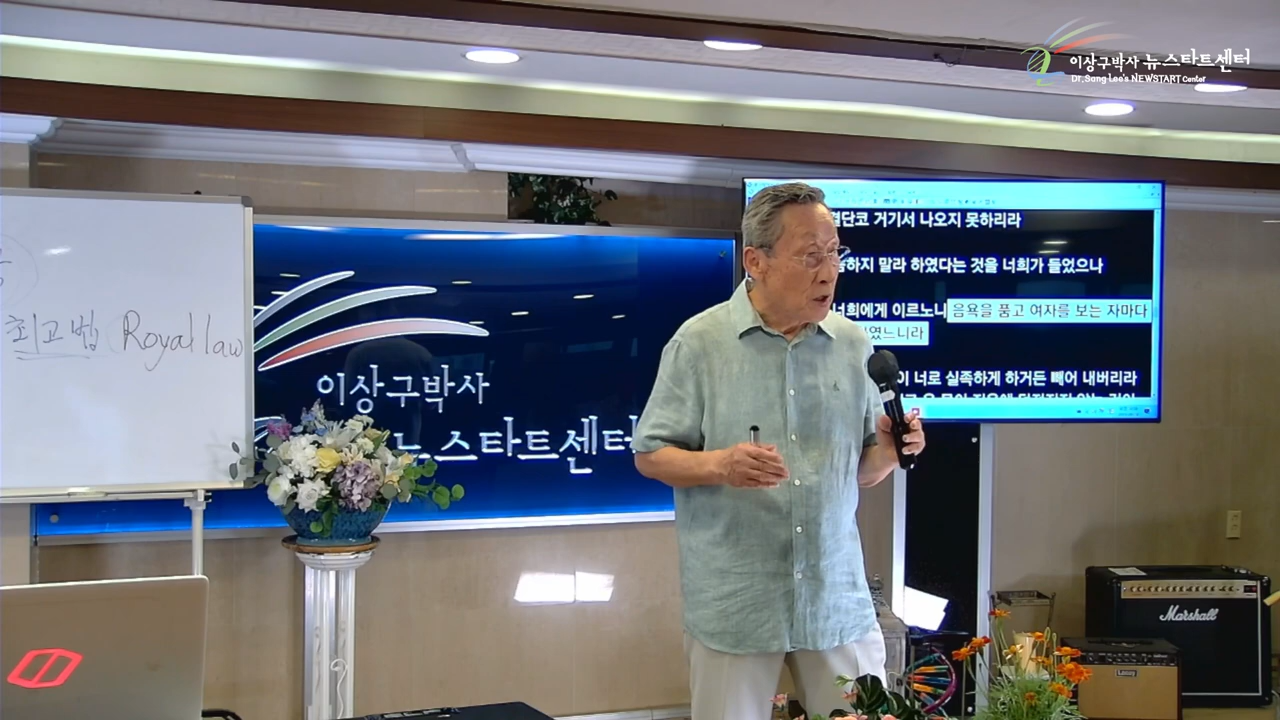 이상구박사 뉴스타트센터
Dr. Sang Lee's NEWSTART Center
최고법 Royal law
이상구박사
뉴스타트센터
결단코 거기서 나오지 못하리라
하지 말라 하였다는 것을 너희가 들었으나
너희에게 이르노니 음욕을 품고 여자를 보는 자마다
였느니라
이 너로 실족하게 하거든 빼어 내버리라
Marshall
Laney